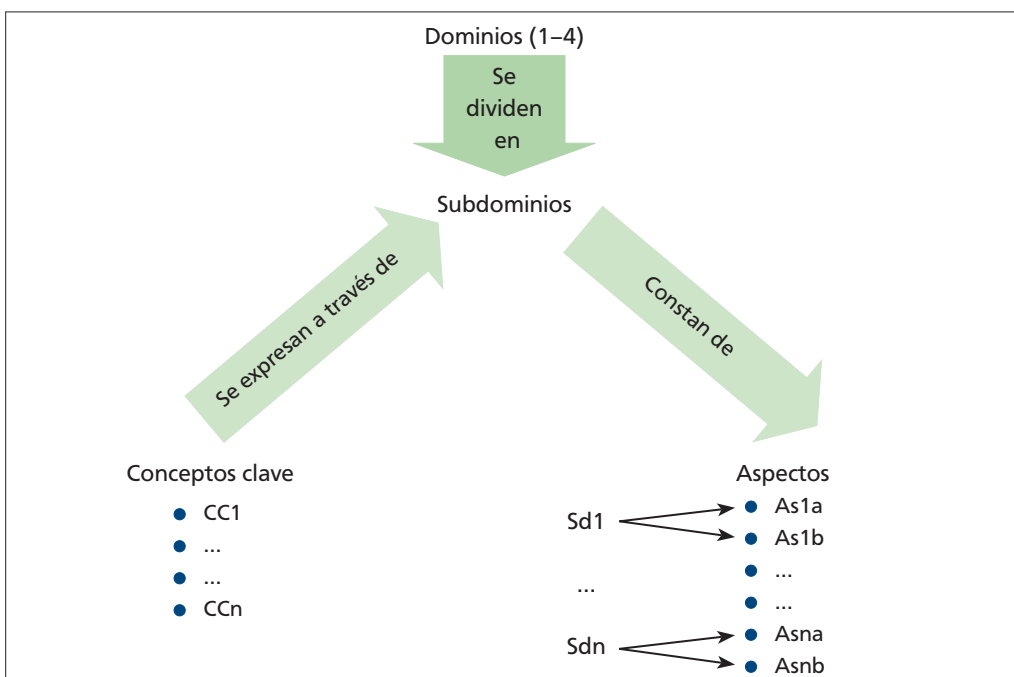 Dominios (1–4)
Se
dividen
en
Subdominios
Se expresan a través de
Constan de
Conceptos clave
CC1
...
...
CCn
Aspectos
Sd1
As1a
As1b
...
...
...
Sdn
Asna
Asnb